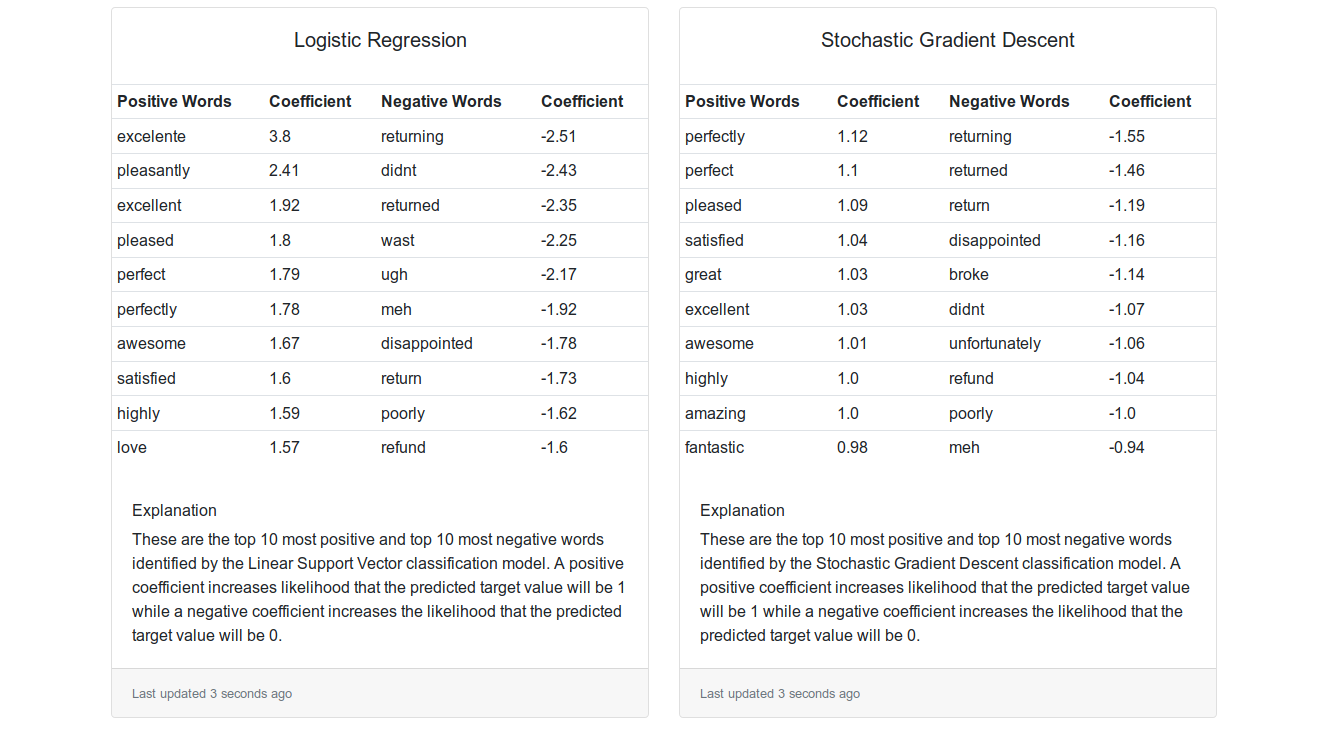 Logistic Regression
Positive Words Coefficient Negative Words Coefficient
excelente 3.8 returning -2.51
pleasantly 2.41 didnt -2.43
excellent 1.92 returned -2.35
pleased 1.8 wast -2.25
perfect 1.79 ugh -2.17
perfectly 1.78 meh -1.92
awesome 1.67 disappointed -1.78
satisfied 1.6 return -1.73
highly 1.59 poorly -1.62
love 1.57 refund -1.6
Explanation
These are the top 10 most positive and top 10 most negative words
identified by the Linear Support Vector classification model. A positive
coefficient increases likelihood that the predicted target value will be 1
while a negative coefficient increases the likelihood that the predicted
target value will be 0.
Last updated 3 seconds ago
Stochastic Gradient Descent
Positive Words Coefficient Negative Words Coefficient
perfectly 1.12 returning -1.55
perfect 1.1 returned -1.46
pleased 1.09 return -1.19
satisfied 1.04 disappointed -1.16
great 1.03 broke -1.14
excellent 1.03 didnt -1.07
awesome 1.01 unfortunately -1.06
highly 1.0 refund -1.04
amazing 1.0 poorly -1.0
fantastic 0.98 meh -0.94
Explanation
These are the top 10 most positive and top 10 most negative words
identified by the Stochastic Gradient Descent classification model. A
positive coefficient increases likelihood that the predicted target value
will be 1 while a negative coefficient increases the likelihood that the
predicted target value will be 0.
Last updated 3 seconds ago